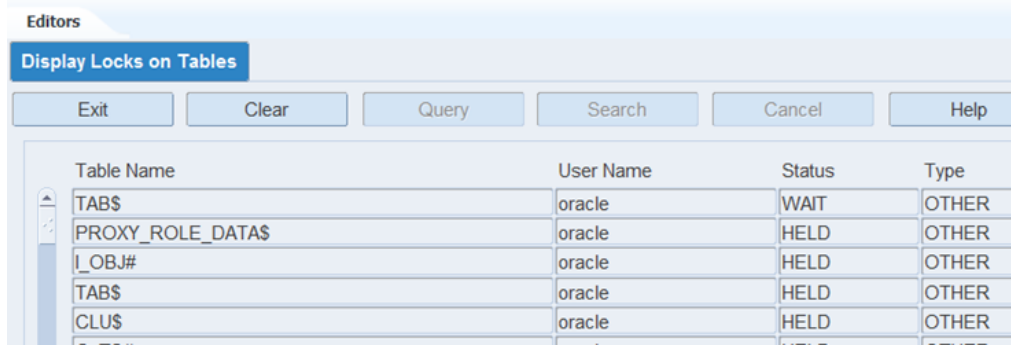 Editors
Display Locks on Tables
Exit Clear Query Search Cancel Help
Table Name User Name Status Type
TAB$ oracle WAIT OTHER
PROXY_ROLE_DATA$ oracle HELD OTHER
I_OBJ# oracle HELD OTHER
TAB$ oracle HELD OTHER
CLU$ oracle HELD OTHER